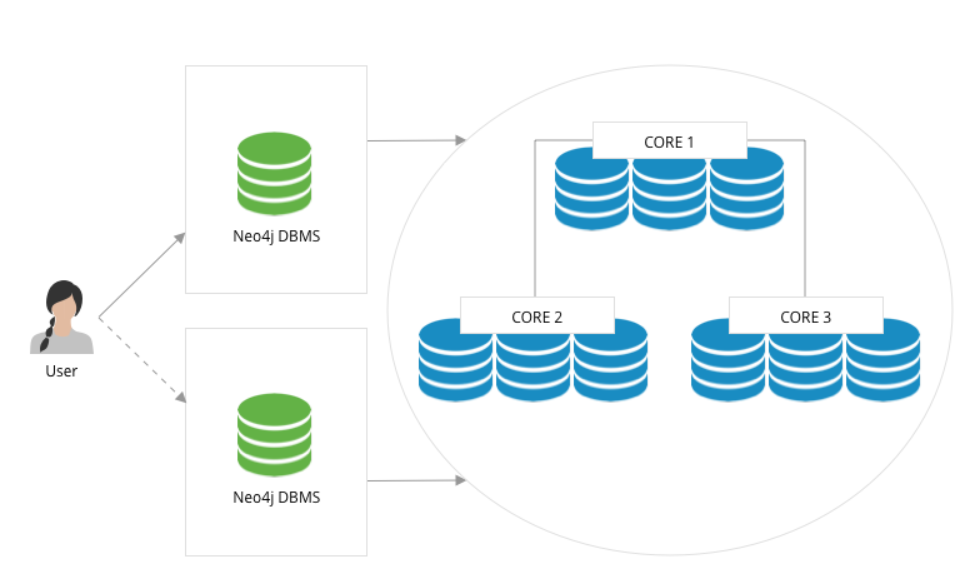 CORE 1
Neo4j DBMS
CORE 2
CORE 3
User
Neo4j DBMS